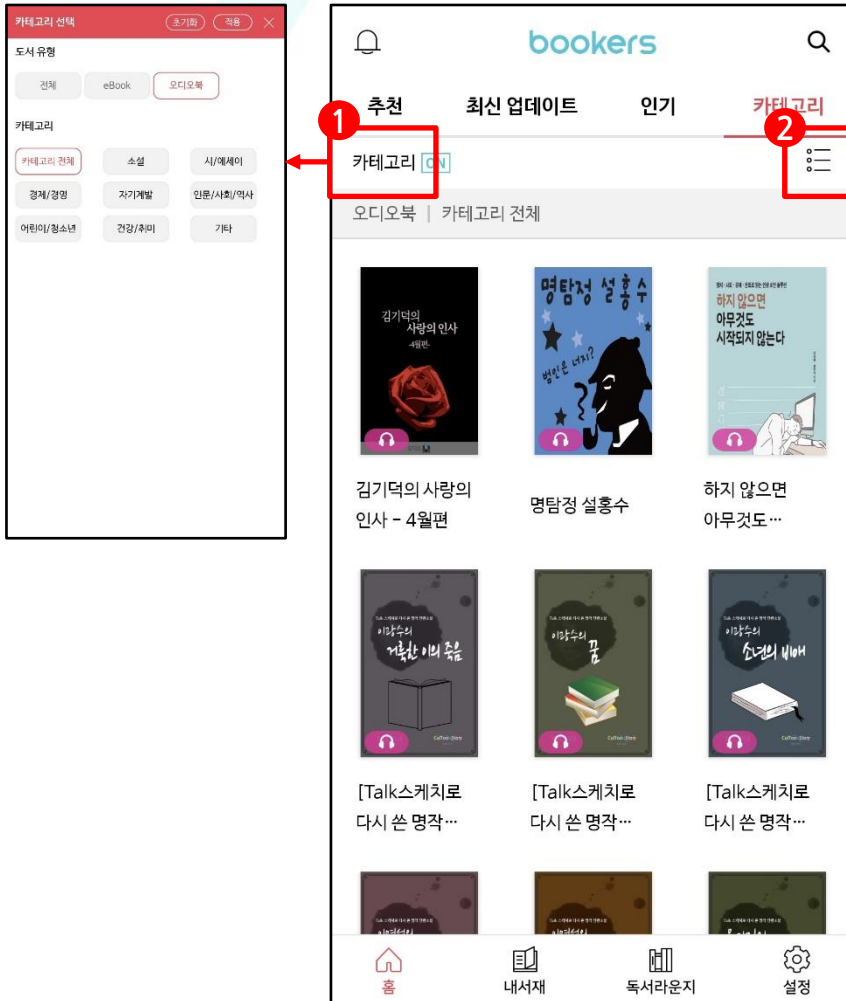 카테고리 선택 초기화 적용
도서 유형
전체 eBook 오디오북
카테고리
카테고리 전체 소설 시/에세이
경제/경영 자기계발 인문/사회/역사
어린이/청소년 건강/취미 기타
bookers
추천 최신 업데이트 인기 카테고리
1
2
카테고리 ON
오디오북 | 카테고리 전체
김기덕의
사랑의 인사
-4월편-
명탐정 설홍수
범인은 너지?
하지 않으면
아무것도
시작되지 않는다
김기덕의 사랑의
인사 - 4월편
명탐정 설홍수
하지 않으면
아무것도…
이광수의
거룩한 이의 죽음
이광수의
꿈
이광수의
소년의 비애
[Talk스케치로
다시 쓴 명작…
[Talk스케치로
다시 쓴 명작…
[Talk스케치로
다시 쓴 명작…
홈 내서재 독서라운지 설정